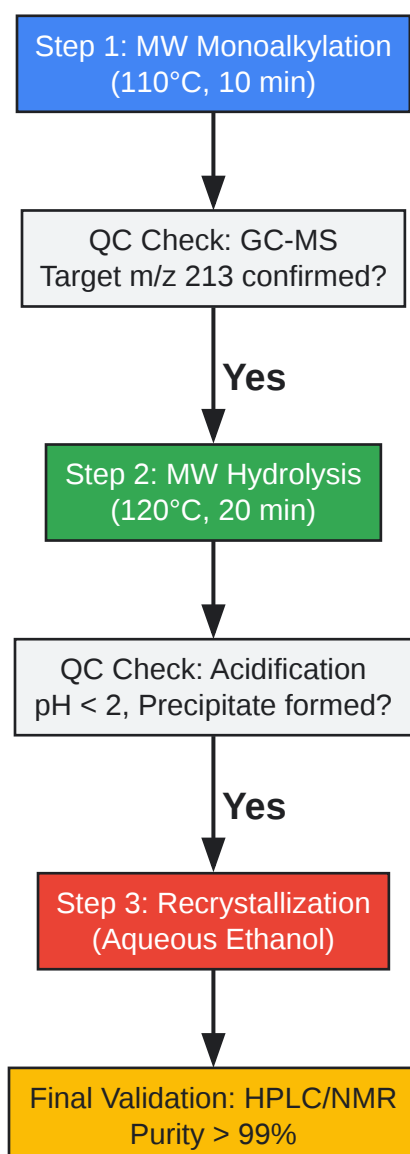 Step 1: MW Monoalkylation
(110°C, 10 min)
QC Check: GC-MS
Target m/z 213 confirmed?
Yes
Step 2: MW Hydrolysis
(120°C, 20 min)
QC Check: Acidification
pH < 2, Precipitate formed?
Yes
Step 3: Recrystallization
(Aqueous Ethanol)
Final Validation: HPLC/NMR
Purity > 99%